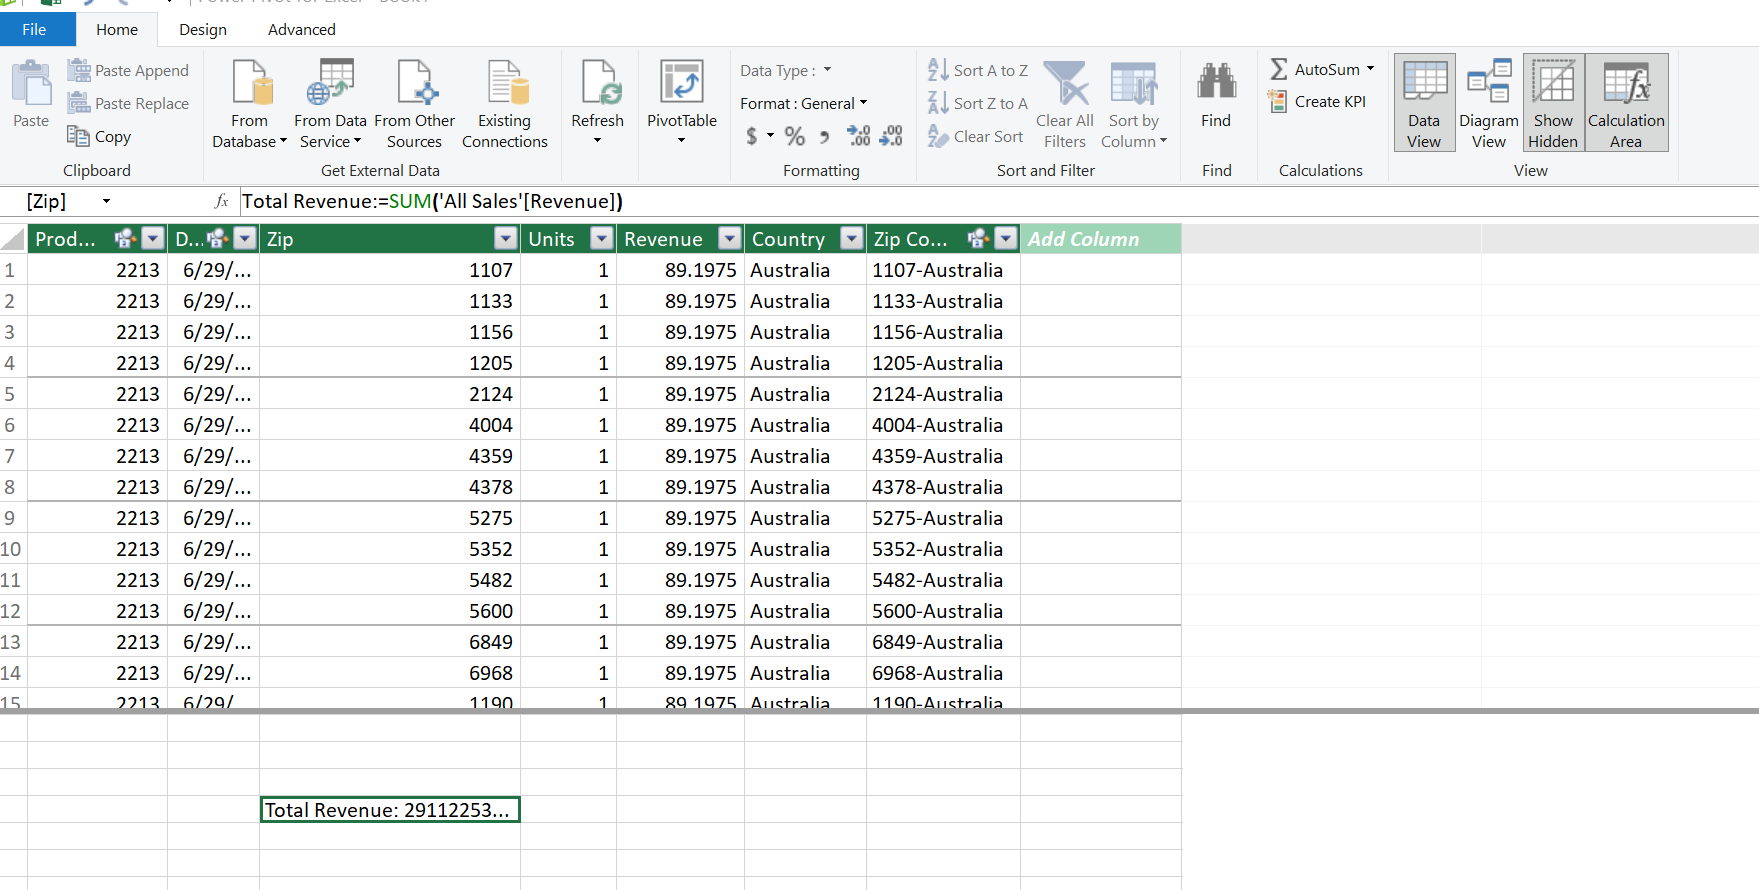 Power Pivot for Excel - BOOK1
File Home Design Advanced
Paste
Paste Append
Paste Replace
Copy
Clipboard
From Database
From Data Service
From Other Sources
Existing Connections
Get External Data
Refresh
PivotTable
Data Type :
Format : General
$ % , .00 .00
Formatting
Sort A to Z
Sort Z to A
Clear Sort
Clear All Filters
Sort by Column
Sort and Filter
Find
Find
AutoSum
Create KPI
Calculations
Data View
Diagram View
Show Hidden
Calculation Area
View
[Zip] fx Total Revenue:=SUM('All Sales'[Revenue])
Prod... D... Zip Units Revenue Country Zip Co... Add Column
1 2213 6/29/... 1107 1 89.1975 Australia 1107-Australia
2 2213 6/29/... 1133 1 89.1975 Australia 1133-Australia
3 2213 6/29/... 1156 1 89.1975 Australia 1156-Australia
4 2213 6/29/... 1205 1 89.1975 Australia 1205-Australia
5 2213 6/29/... 2124 1 89.1975 Australia 2124-Australia
6 2213 6/29/... 4004 1 89.1975 Australia 4004-Australia
7 2213 6/29/... 4359 1 89.1975 Australia 4359-Australia
8 2213 6/29/... 4378 1 89.1975 Australia 4378-Australia
9 2213 6/29/... 5275 1 89.1975 Australia 5275-Australia
10 2213 6/29/... 5352 1 89.1975 Australia 5352-Australia
11 2213 6/29/... 5482 1 89.1975 Australia 5482-Australia
12 2213 6/29/... 5600 1 89.1975 Australia 5600-Australia
13 2213 6/29/... 6849 1 89.1975 Australia 6849-Australia
14 2213 6/29/... 6968 1 89.1975 Australia 6968-Australia
15 2213 6/29/ 1190 1 89.1975 Australia 1190-Australia
Total Revenue: 29112253...